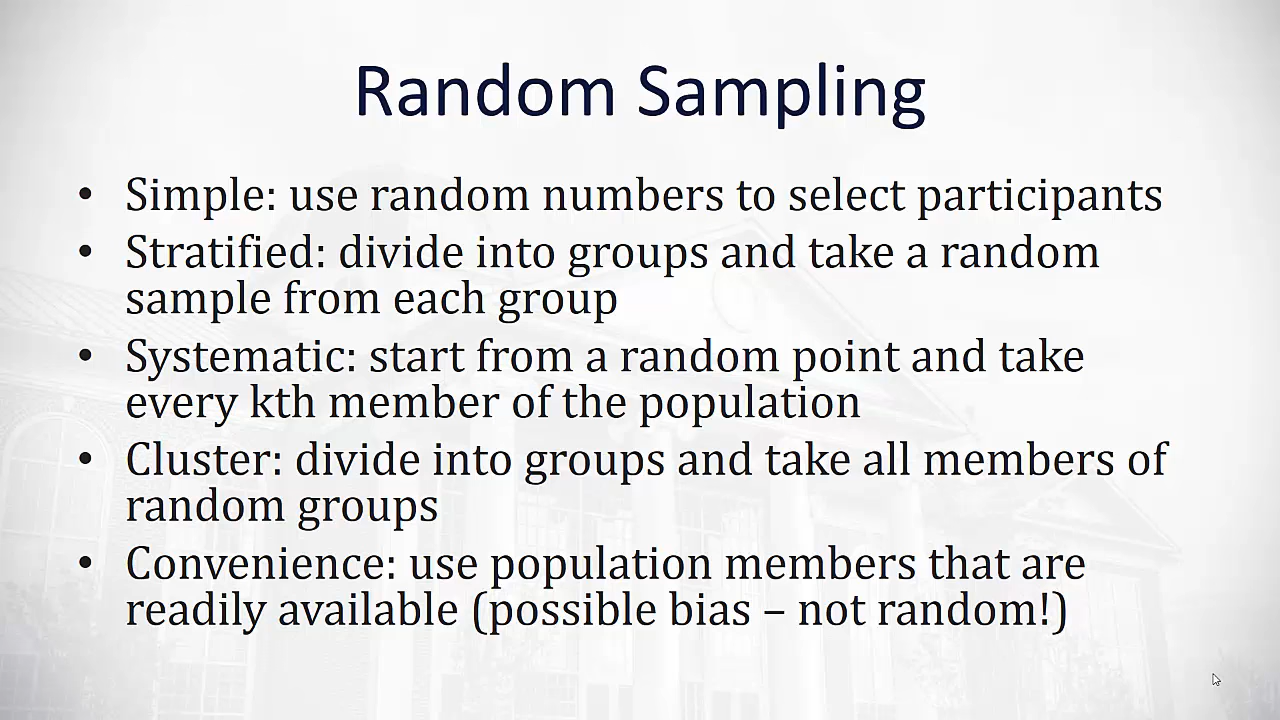 Random Sampling
• Simple: use random numbers to select participants
• Stratified: divide into groups and take a random
sample from each group
• Systematic: start from a random point and take
every kth member of the population
• Cluster: divide into groups and take all members of
random groups
• Convenience: use population members that are
readily available (possible bias – not random!)